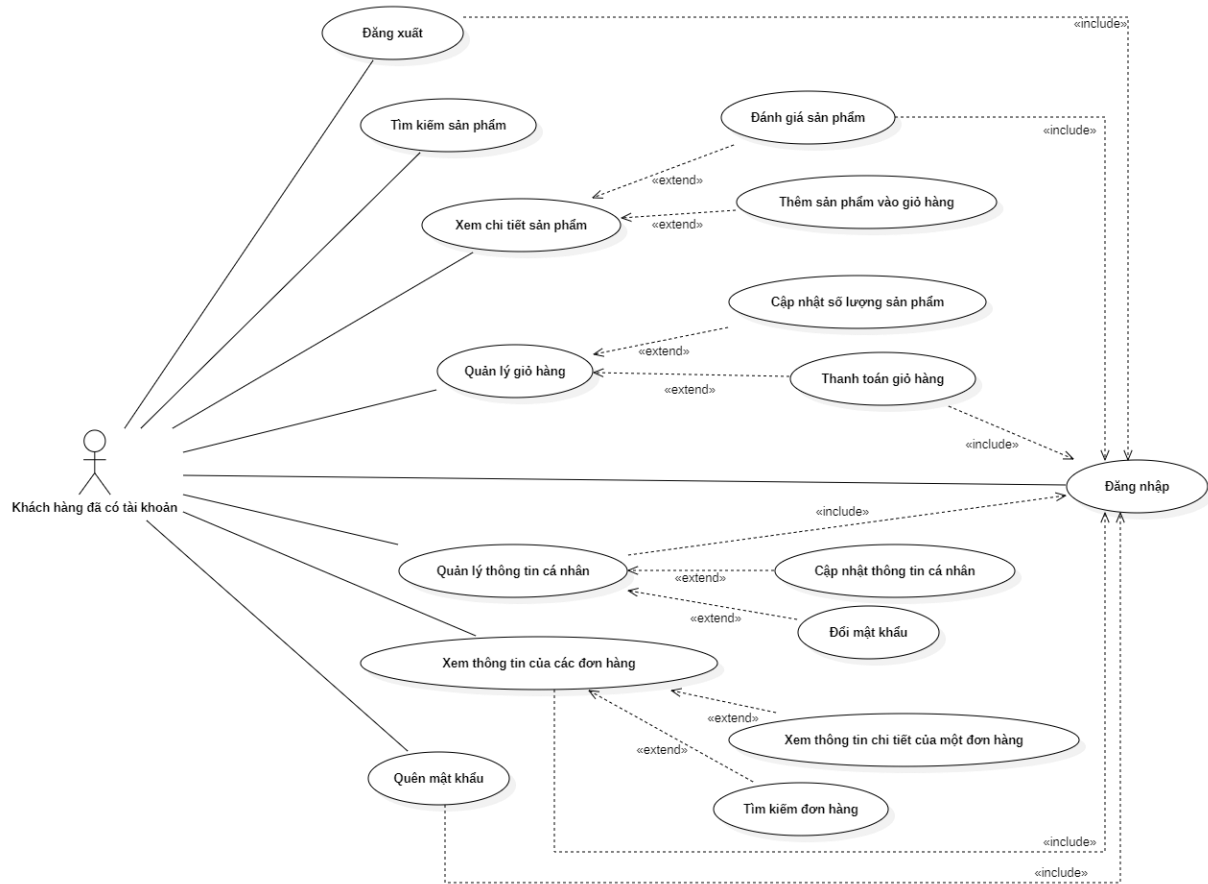 Đăng xuất
«include»
Tìm kiếm sản phẩm
Đánh giá sản phẩm
«include»
«extend»
Thêm sản phẩm vào giỏ hàng
Xem chi tiết sản phẩm
«extend»
Cập nhật số lượng sản phẩm
«extend»
Quản lý giỏ hàng
Thanh toán giỏ hàng
«extend»
«include»
Đăng nhập
Khách hàng đã có tài khoản
«include»
Quản lý thông tin cá nhân
«extend»
Cập nhật thông tin cá nhân
«extend»
Đổi mật khẩu
Xem thông tin của các đơn hàng
«extend»
Xem thông tin chi tiết của một đơn hàng
«extend»
Quên mật khẩu
Tìm kiếm đơn hàng
«include»
«include»